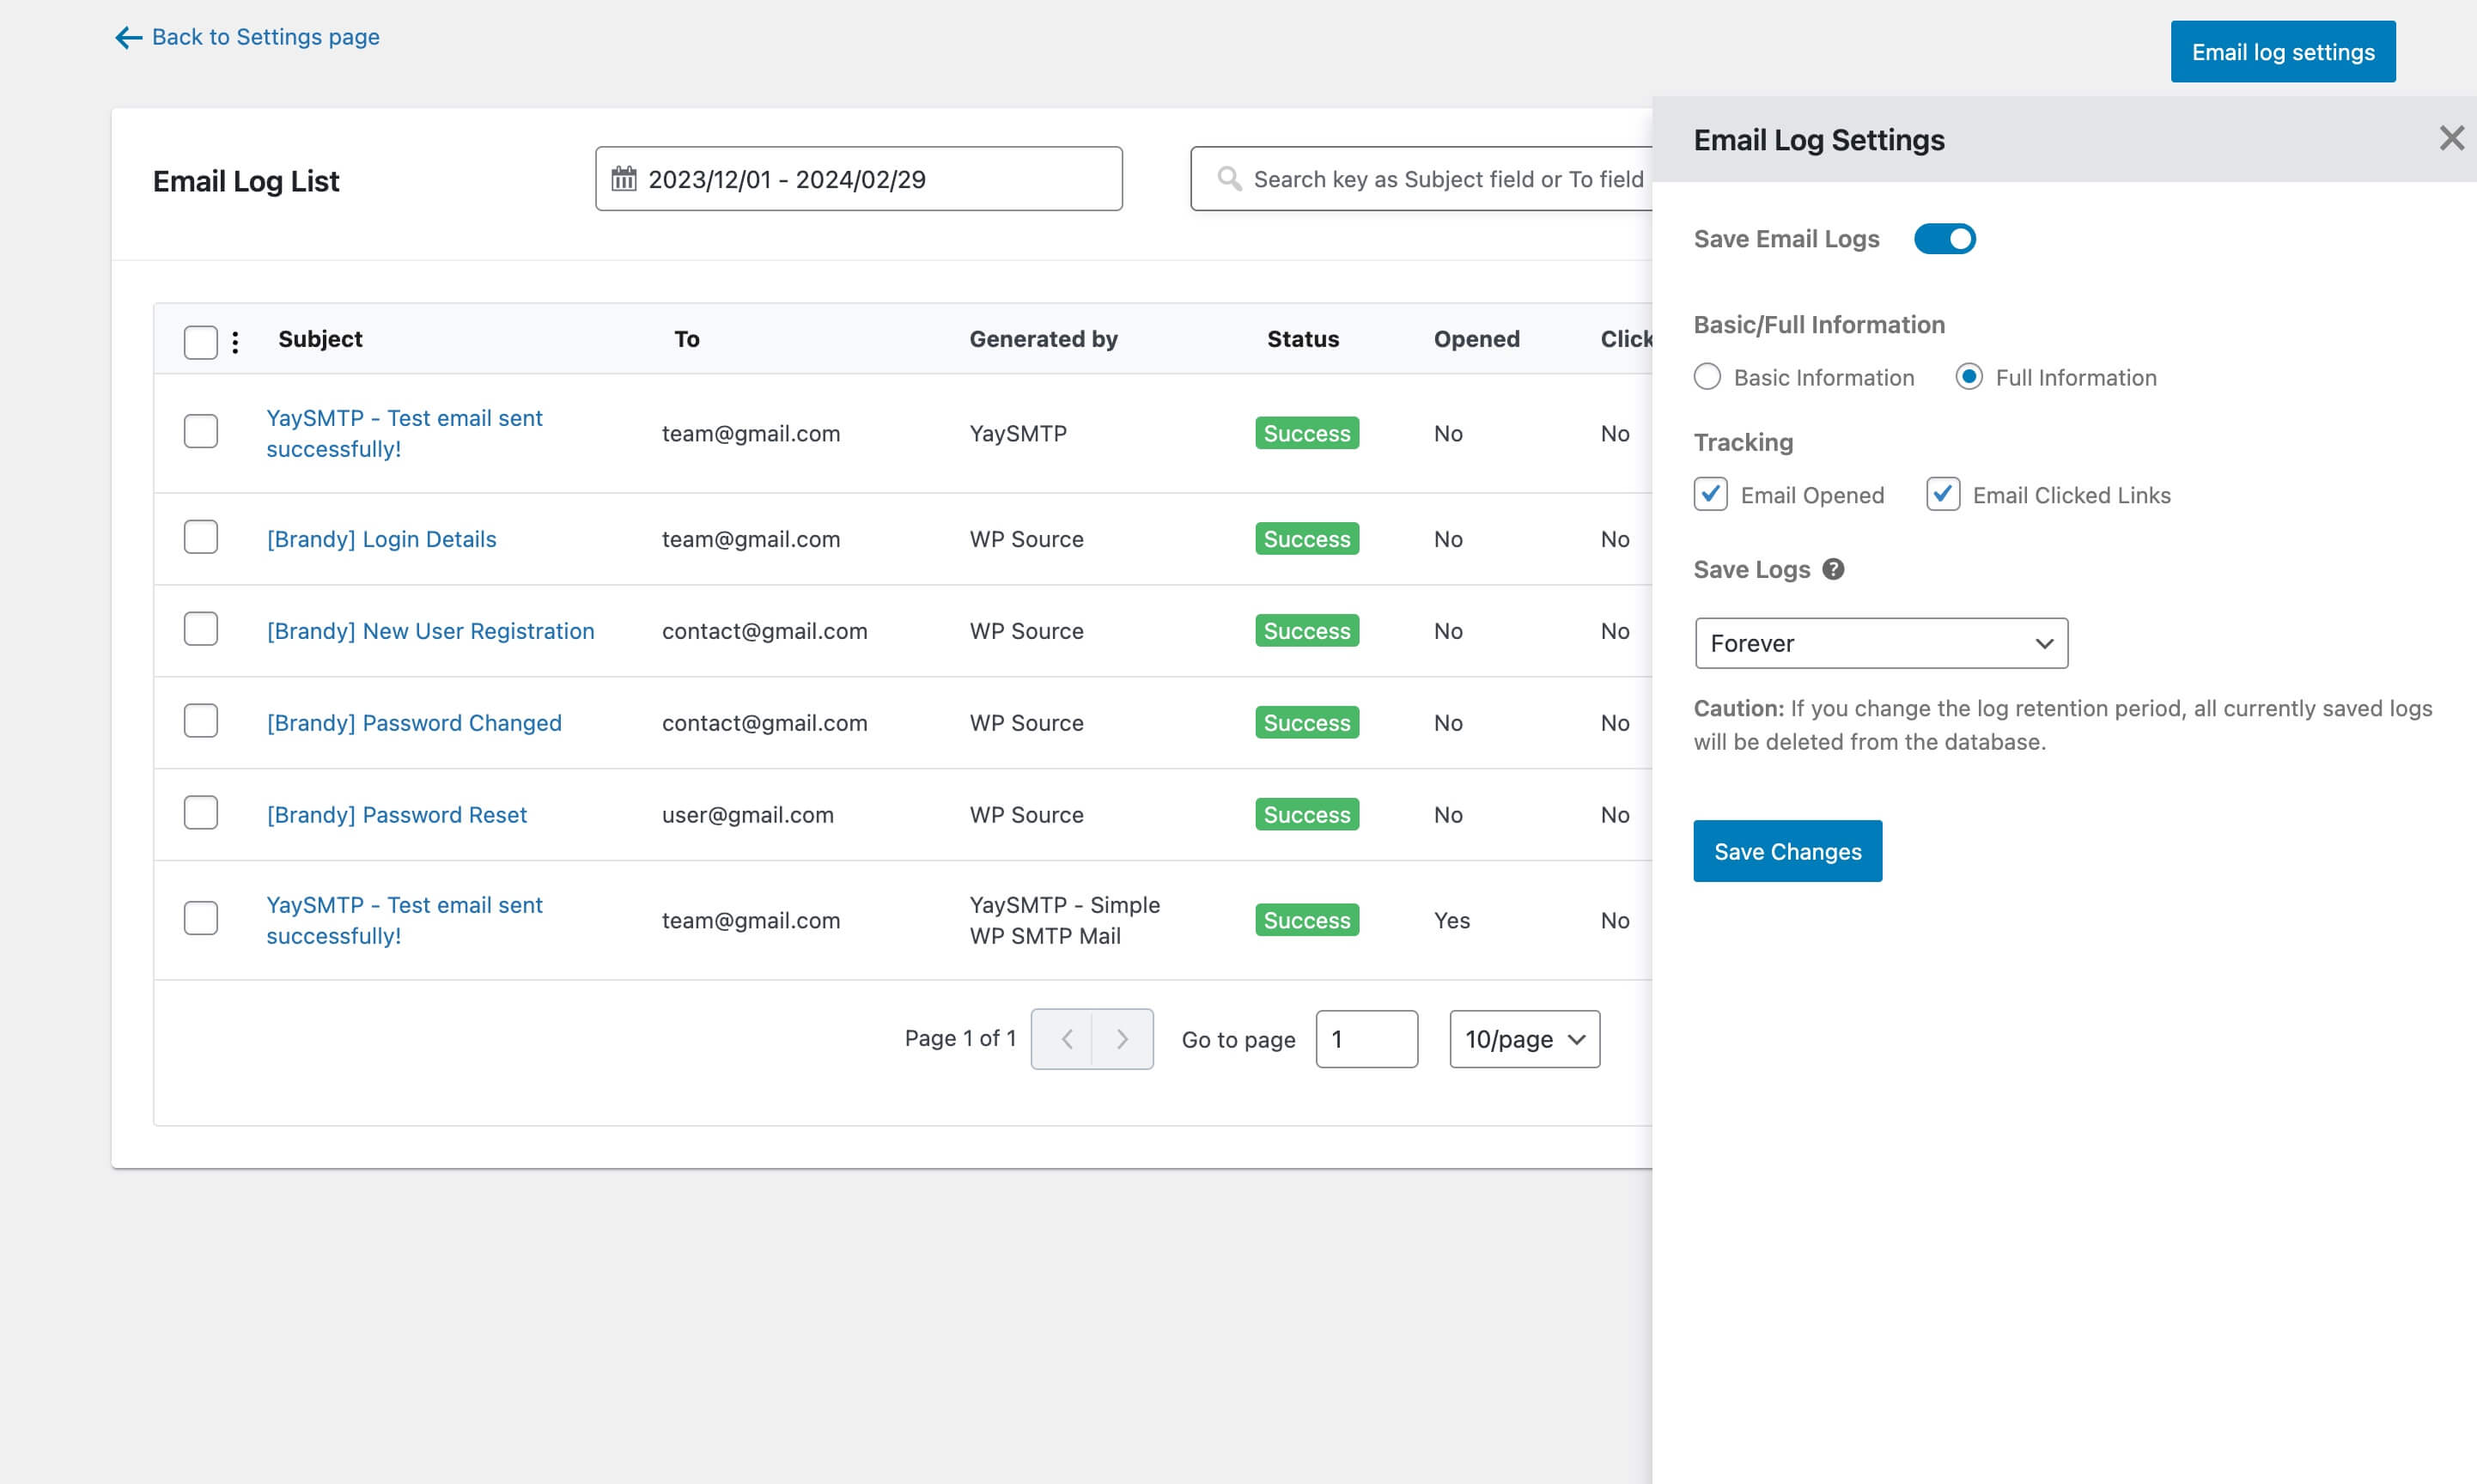 Back to Settings page
Email log settings
Email Log List
2023/12/01 - 2024/02/29
Search key as Subject field or To field
Subject To Generated by Status Opened Click
YaySMTP - Test email sent
successfully!
team@gmail.com YaySMTP Success No No
[Brandy] Login Details team@gmail.com WP Source Success No No
[Brandy] New User Registration contact@gmail.com WP Source Success No No
[Brandy] Password Changed contact@gmail.com WP Source Success No No
[Brandy] Password Reset user@gmail.com WP Source Success No No
YaySMTP - Test email sent
successfully!
team@gmail.com
YaySMTP - Simple
WP SMTP Mail
Success Yes No
Page 1 of 1 Go to page 1 10/page
Email Log Settings
Save Email Logs
Basic/Full Information
Basic Information Full Information
Tracking
Email Opened Email Clicked Links
Save Logs ?
Forever
Caution: If you change the log retention period, all currently saved logs
will be deleted from the database.
Save Changes